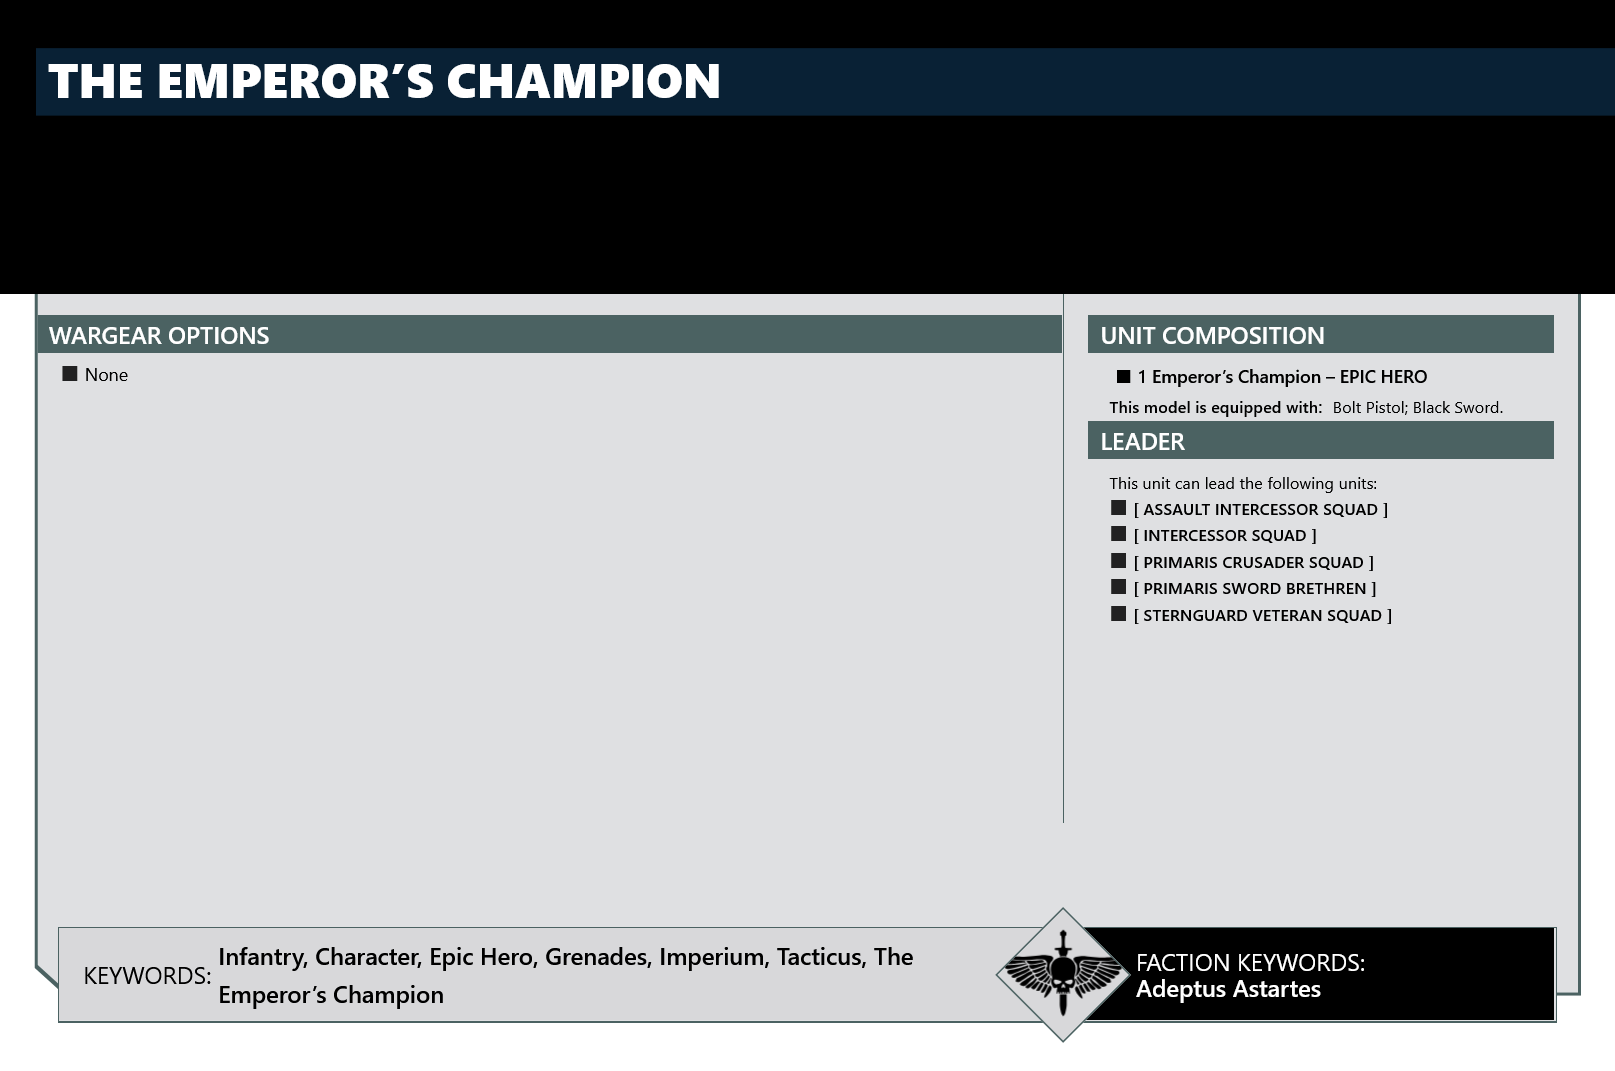 THE EMPEROR’S CHAMPION
WARGEAR OPTIONS
None
UNIT COMPOSITION
1 Emperor’s Champion – EPIC HERO
This model is equipped with: Bolt Pistol; Black Sword.
LEADER
This unit can lead the following units:
[ ASSAULT INTERCESSOR SQUAD ]
[ INTERCESSOR SQUAD ]
[ PRIMARIS CRUSADER SQUAD ]
[ PRIMARIS SWORD BRETHREN ]
[ STERNGUARD VETERAN SQUAD ]
KEYWORDS: Infantry, Character, Epic Hero, Grenades, Imperium, Tacticus, The
Emperor’s Champion
FACTION KEYWORDS:
Adeptus Astartes